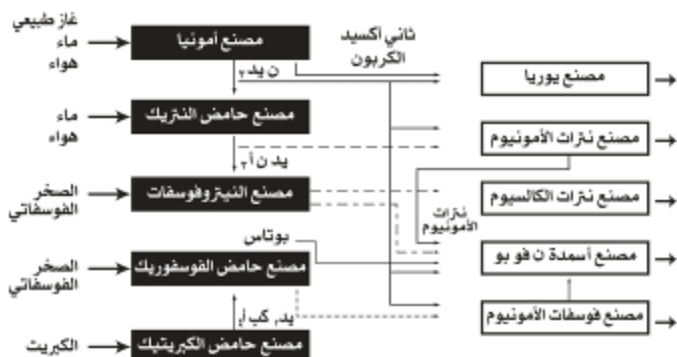 غاز طبيعي
ماء
هواء
مصنع أمونيا
ثاني أكسيد
الكربون
ن يد٣
مصنع يوريا
ماء
هواء
مصنع حامض النتريك
مصنع نترات الأمونيوم
يد ن أ٣
الصخر
الفوسفاتي
مصنع النيتروفوسفات
مصنع نترات الكالسيوم
نترات
الأمونيوم
بوتاس
الصخر
الفوسفاتي
مصنع حامض الفوسفوريك
مصنع أسمدة ن فو بو
يد٢ كب أ٤
مصنع فوسفات الأمونيوم
الكبريت
مصنع حامض الكبريتيك